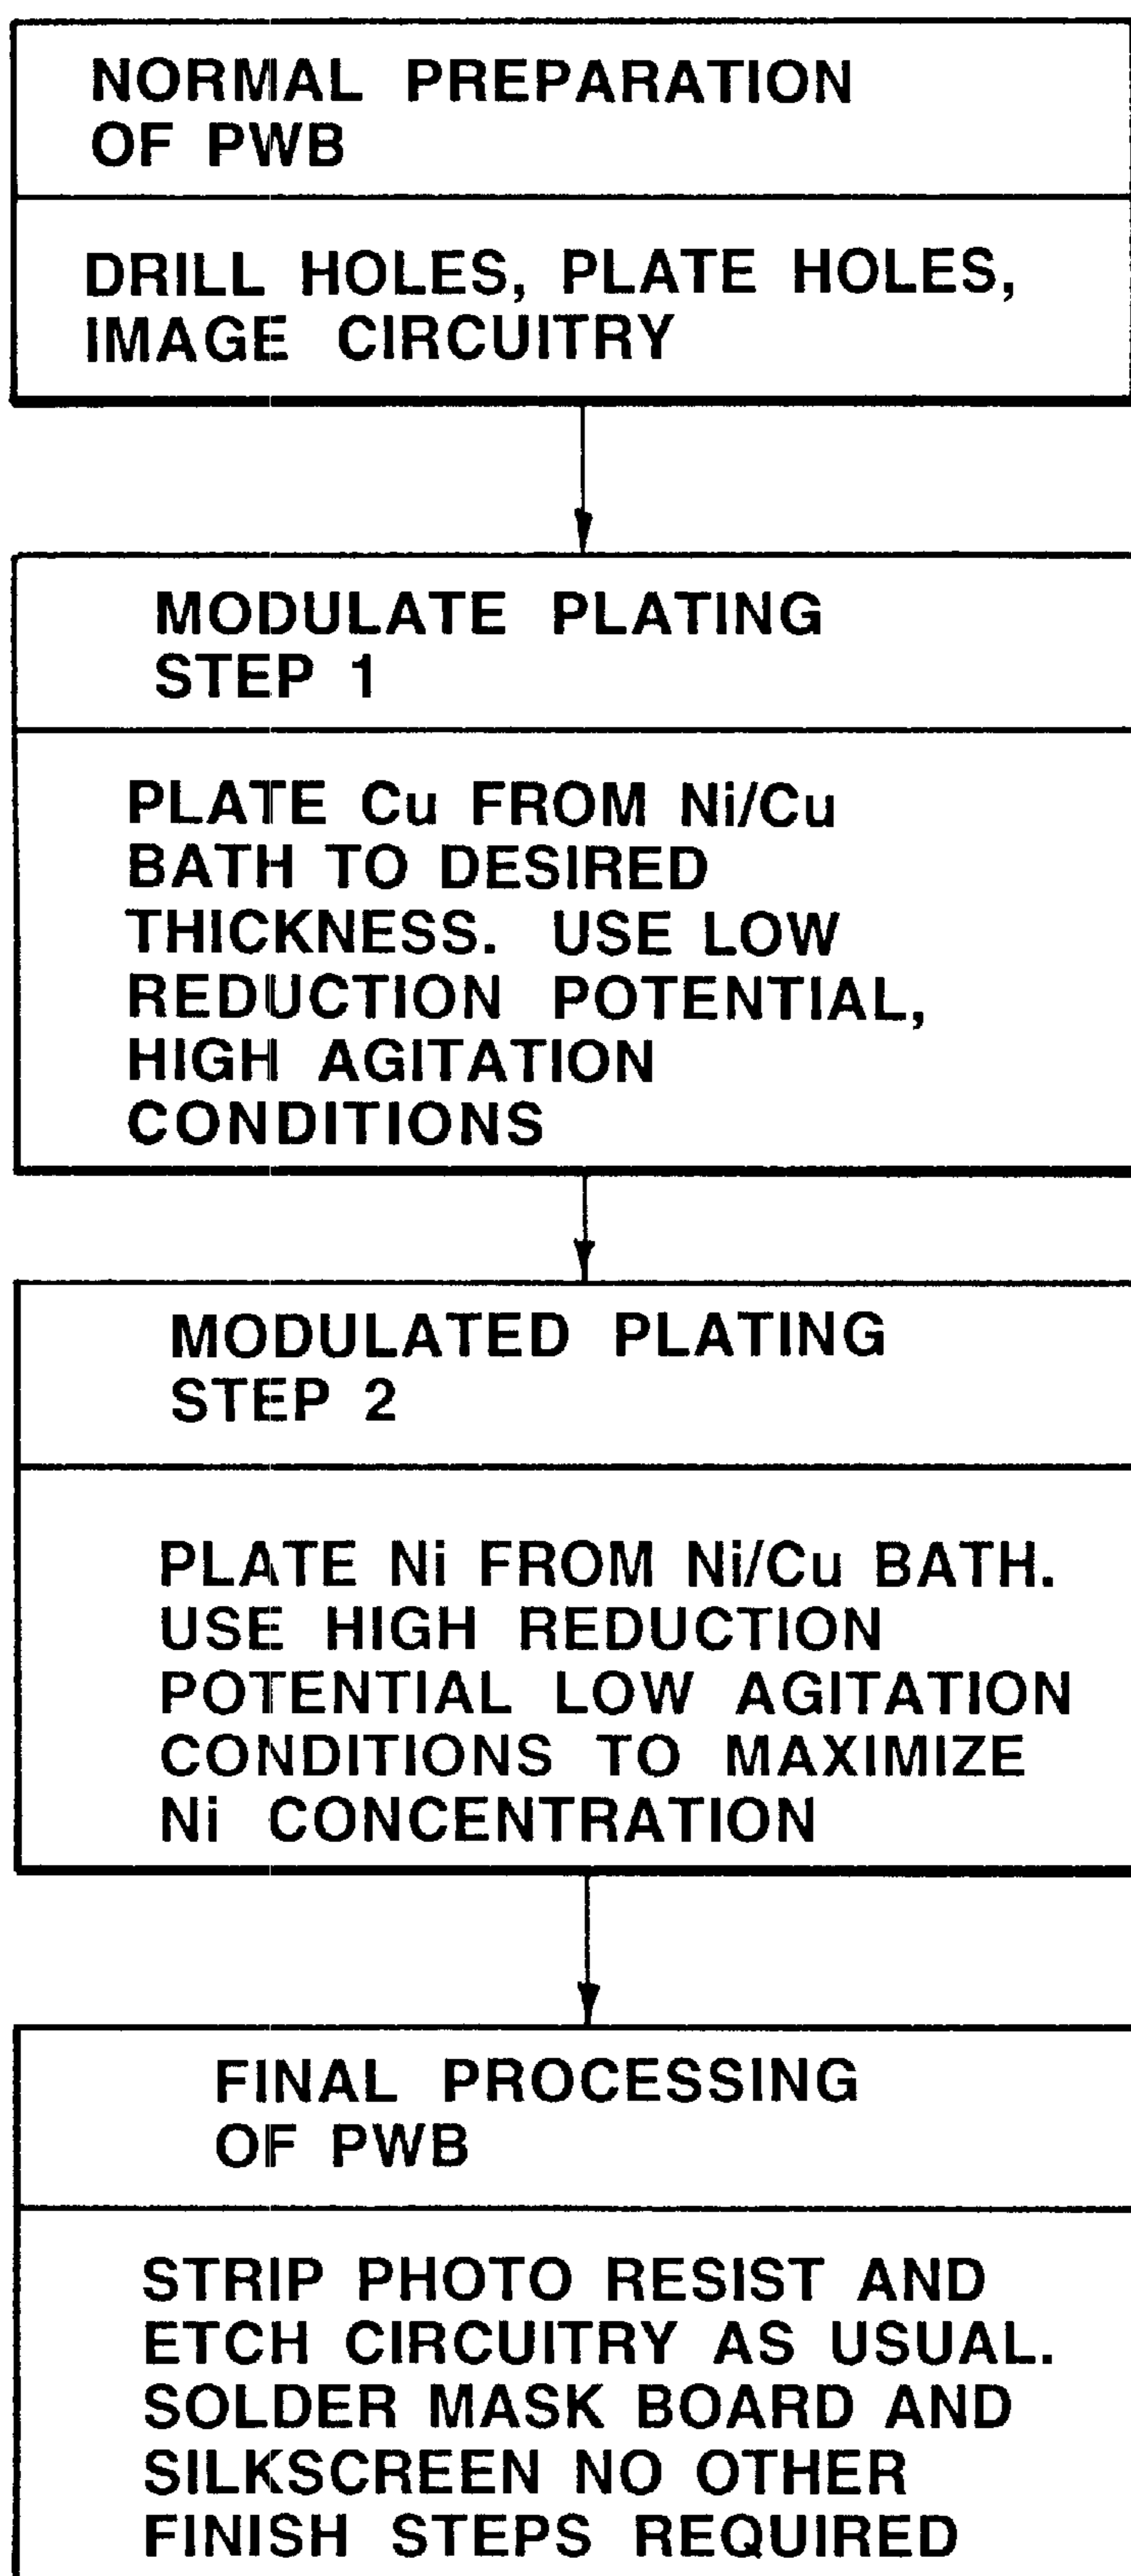 NORMAL PREPARATION
OF PWB
DRILL HOLES, PLATE HOLES,
IMAGE CIRCUITRY
MODULATE PLATING
STEP 1
PLATE Cu FROM Ni/Cu
BATH TO DESIRED
THICKNESS. USE LOW
REDUCTION POTENTIAL,
HIGH AGITATION
CONDITIONS
MODULATED PLATING
STEP 2
PLATE Ni FROM Ni/Cu BATH.
USE HIGH REDUCTION
POTENTIAL LOW AGITATION
CONDITIONS TO MAXIMIZE
Ni CONCENTRATION
FINAL PROCESSING
OF PWB
STRIP PHOTO RESIST AND
ETCH CIRCUITRY AS USUAL.
SOLDER MASK BOARD AND
SILKSCREEN NO OTHER
FINISH STEPS REQUIRED